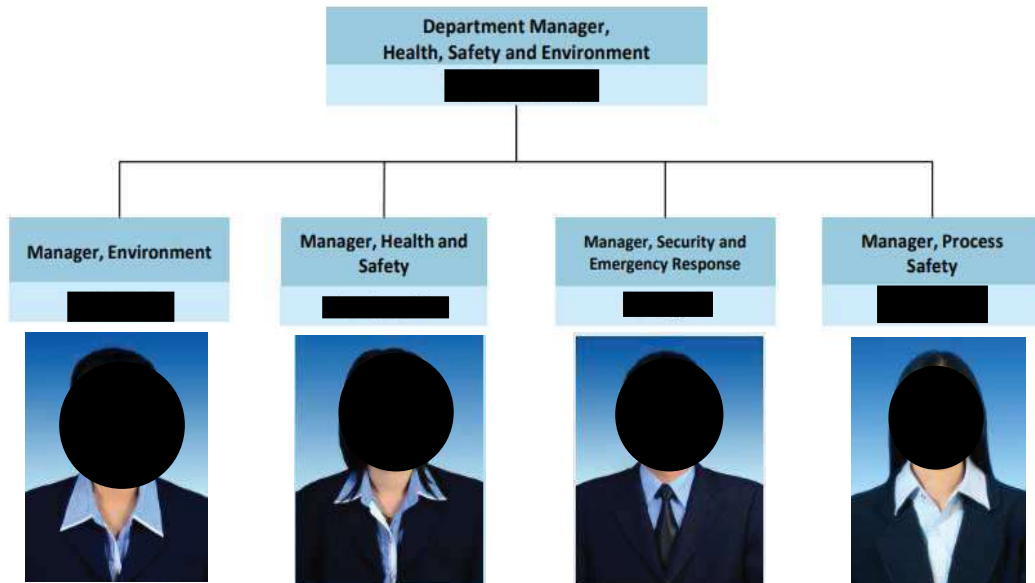 Department Manager,
Health, Safety and Environment
Manager, Environment
Manager, Health and
Safety
Manager, Security and
Emergency Response
Manager, Process
Safety